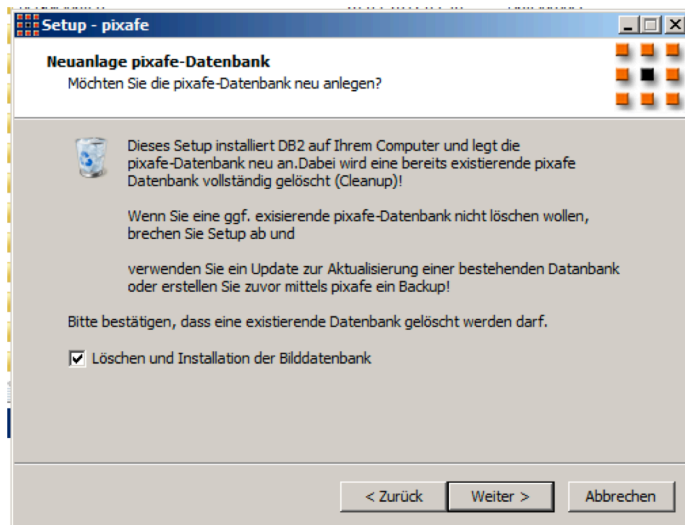 Setup - pixafe
Neuanlage pixafe-Datenbank
Möchten Sie die pixafe-Datenbank neu anlegen?
Dieses Setup installiert DB2 auf Ihrem Computer und legt die
pixafe-Datenbank neu an.Dabei wird eine bereits existierende pixafe
Datenbank vollständig gelöscht (Cleanup)!
Wenn Sie eine ggf. exisierende pixafe-Datenbank nicht löschen wollen,
brechen Sie Setup ab und
verwenden Sie ein Update zur Aktualisierung einer bestehenden Datanbank
oder erstellen Sie zuvor mittels pixafe ein Backup!
Bitte bestätigen, dass eine existierende Datenbank gelöscht werden darf.
Löschen und Installation der Bilddatenbank
< Zurück Weiter > Abbrechen